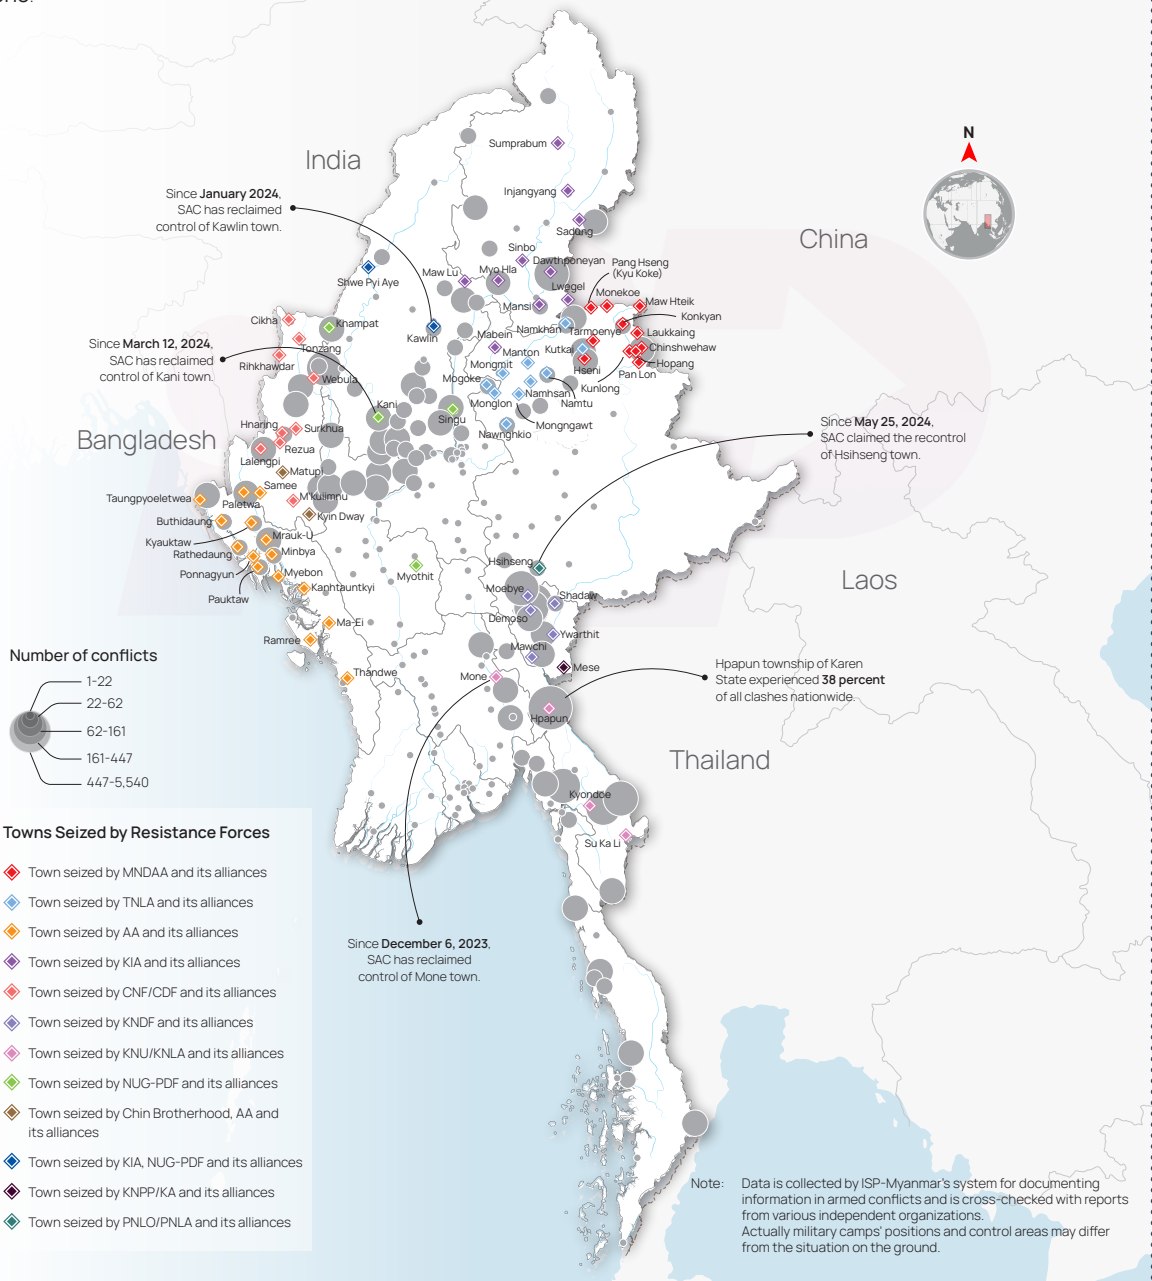 N
India
China
Bangladesh
Laos
Thailand
Since January 2024,
SAC has reclaimed
control of Kawlin town.
Since March 12, 2024,
SAC has reclaimed
control of Kani town.
Since May 25, 2024,
SAC claimed the recontrol
of Hsihseng town.
Hpapun township of Karen
State experienced 38 percent
of all clashes nationwide.
Since December 6, 2023,
SAC has reclaimed
control of Mone town.
Sumprabum
Injangyang
Sadung
Sinbo
Dawthponeyan
Pang Hseng
(Kyu Koke)
Shwe Pyi Aye
Maw Lu
Myo Hla
Lwegel
Monekoe
Maw Hteik
Mansi
Konkyan
Cikha
Khampat
Kawlin
Namkhan
Tarmoenye
Laukkaing
Tonzang
Mabein
Manton
Kutkai
Chinshwehaw
Rihkhawdar
Mongmit
Hseni
Hopang
Webula
Mogoke
Pan Lon
Kunlong
Namhsan
Namtu
Kani
Singu
Monglon
Mongngawt
Hnaring
Surkhua
Nawnghkio
Rezua
Lalengpi
Matupi
Samee
Taungpyoeletwea
Paletwa
M'kuiimnu
Kyin Dway
Buthidaung
Kyauktaw
Mrauk-U
Rathedaung
Minbya
Ponnagyun
Myebon
Pauktaw
Kanhtauntkyi
Myothit
Hsihseng
Moebye
Shadaw
Demoso
Ma-Ei
Ywarthit
Ramree
Mawchi
Mese
Thandwe
Mone
Hpapun
Kyondoe
Su Ka Li
Number of conflicts
1-22
22-62
62-161
161-447
447-5,540
Towns Seized by Resistance Forces
Town seized by MNDAA and its alliances
Town seized by TNLA and its alliances
Town seized by AA and its alliances
Town seized by KIA and its alliances
Town seized by CNF/CDF and its alliances
Town seized by KNDF and its alliances
Town seized by KNU/KNLA and its alliances
Town seized by NUG-PDF and its alliances
Town seized by Chin Brotherhood, AA and
its alliances
Town seized by KIA, NUG-PDF and its alliances
Town seized by KNPP/KA and its alliances
Town seized by PNLO/PNLA and its alliances
Note: Data is collected by ISP-Myanmar's system for documenting
information in armed conflicts and is cross-checked with reports
from various independent organizations.
Actually military camps' positions and control areas may differ
from the situation on the ground.